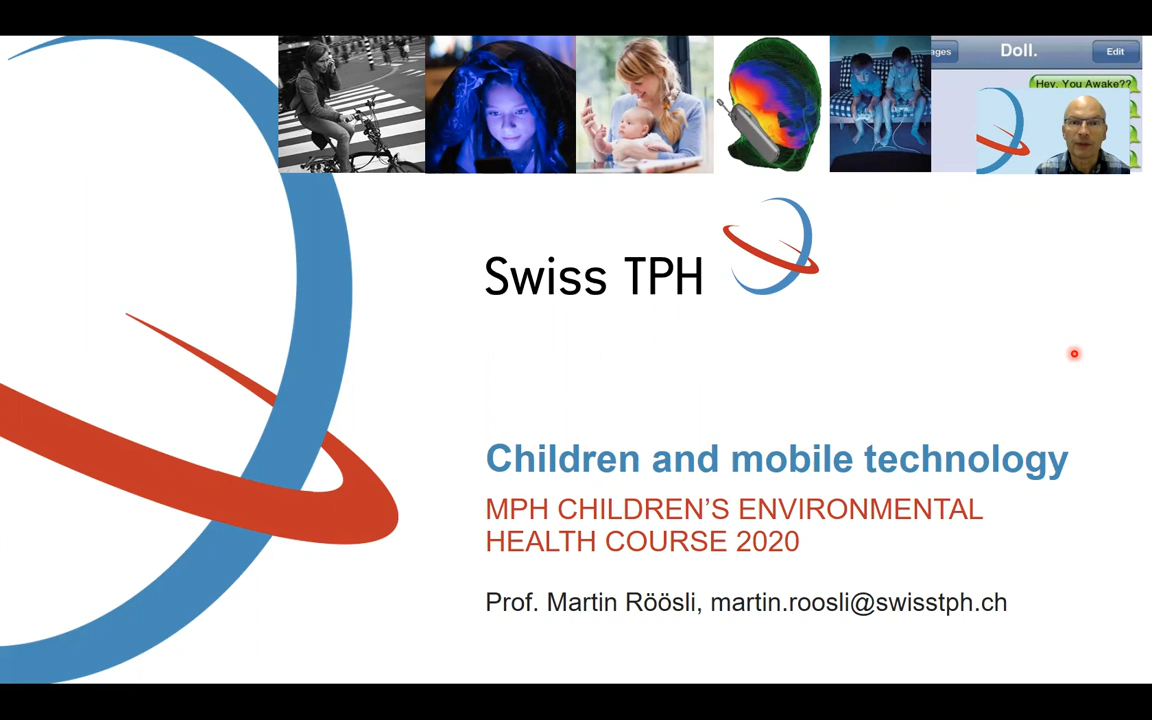 ages
Doll.
Edit
Hey, You Awake??
Swiss TPH
Children and mobile technology
MPH CHILDREN’S ENVIRONMENTAL
HEALTH COURSE 2020
Prof. Martin Röösli, martin.roosli@swisstph.ch